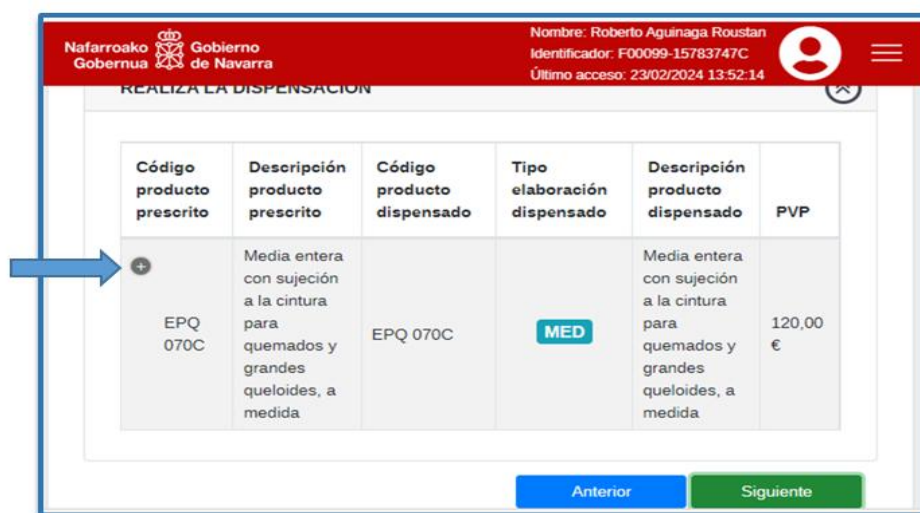 Nafarroako Gobernua
Gobierno de Navarra
Nombre: Roberto Aguinaga Roustan
Identificador: F00099-15783747C
Último acceso: 23/02/2024 13:52:14
REALIZA LA DISPENSACIÓN
Código
producto
prescrito
Descripción
producto
prescrito
Código
producto
dispensado
Tipo
elaboración
dispensado
Descripción
producto
dispensado
PVP
EPQ
070C
Media entera
con sujeción
a la cintura
para
quemados y
grandes
queloides, a
medida
EPQ 070C
MED
Media entera
con sujeción
a la cintura
para
quemados y
grandes
queloides, a
medida
120,00
€
Anterior
Siguiente